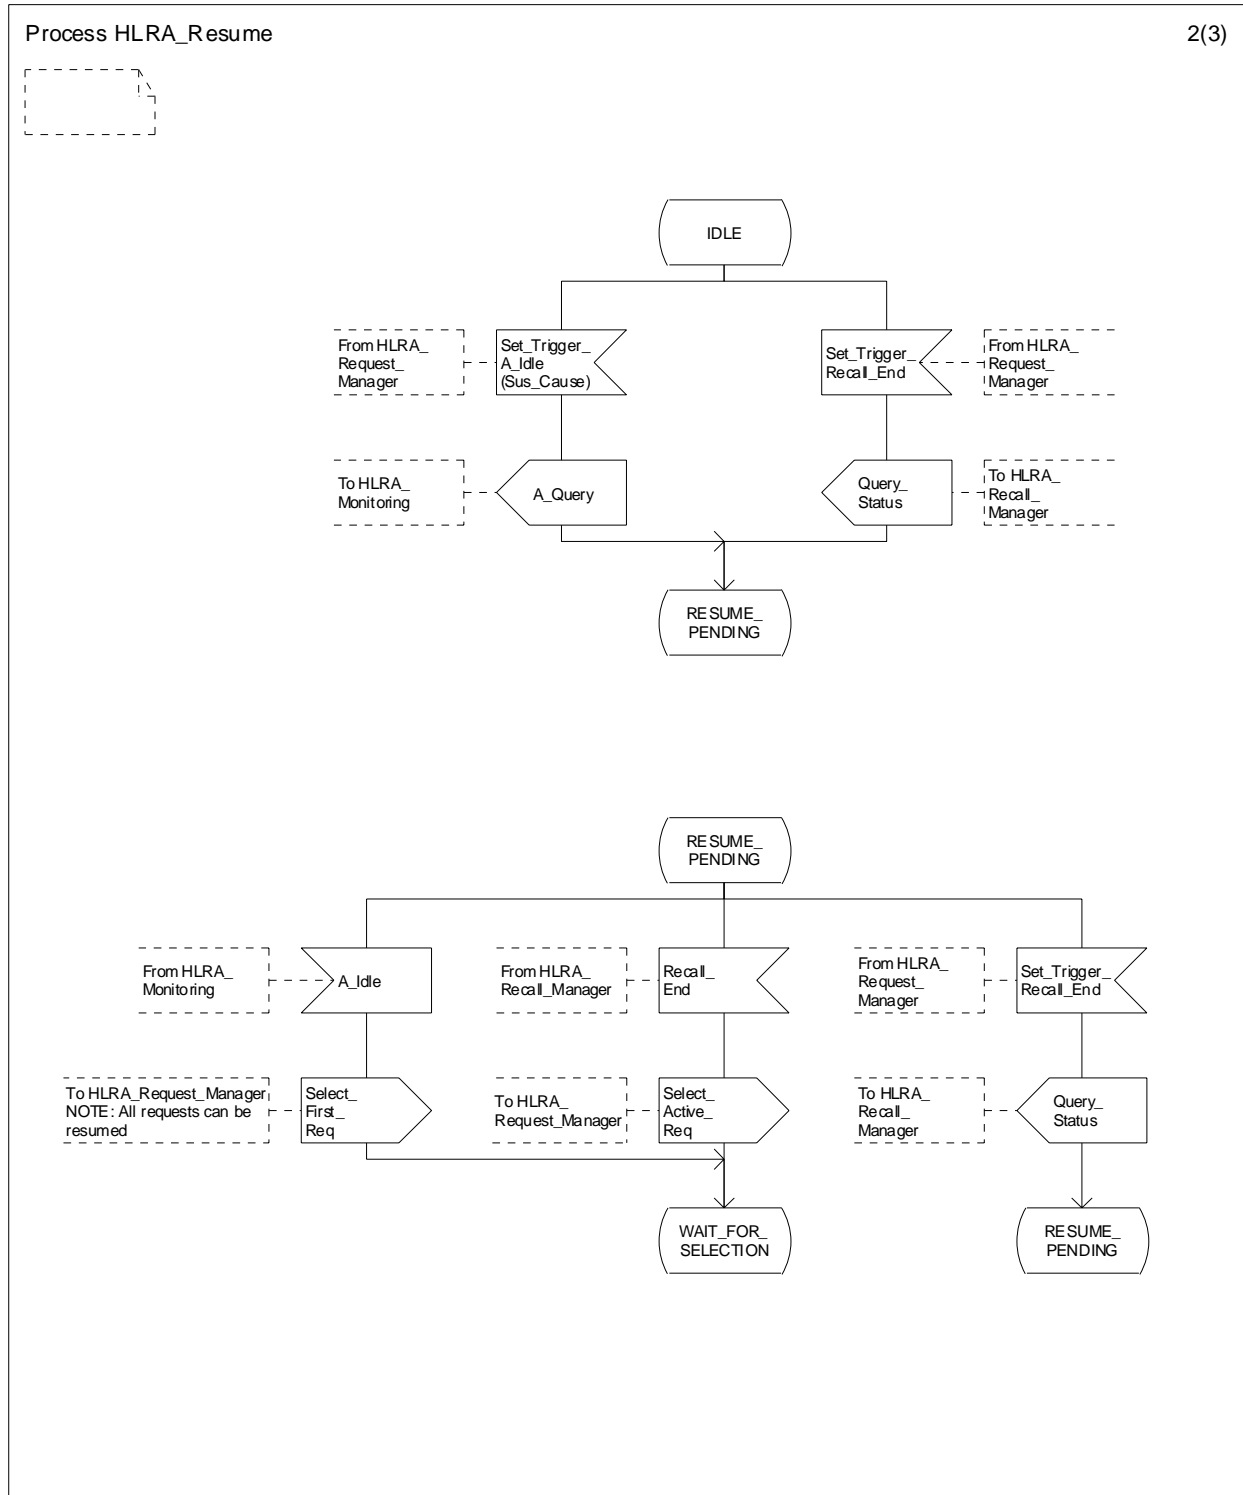 Process HLRA_Resume
2(3)
IDLE
From HLRA_
Request_
Manager
Set_Trigger_
A_Idle
(Sus_Cause)
Set_Trigger_
Recall_End
From HLRA_
Request_
Manager
To HLRA_
Monitoring
A_Query
Query_
Status
To HLRA_
Recall_
Manager
RESUME_
PENDING
RESUME_
PENDING
From HLRA_
Monitoring
A_Idle
From HLRA_
Recall_Manager
Recall_
End
From HLRA_
Request_
Manager
Set_Trigger_
Recall_End
To HLRA_Request_Manager
NOTE: All requests can be
resumed
Select_
First_
Req
To HLRA_
Request_Manager
Select_
Active_
Req
To HLRA_
Recall_
Manager
Query_
Status
WAIT_FOR_
SELECTION
RESUME_
PENDING